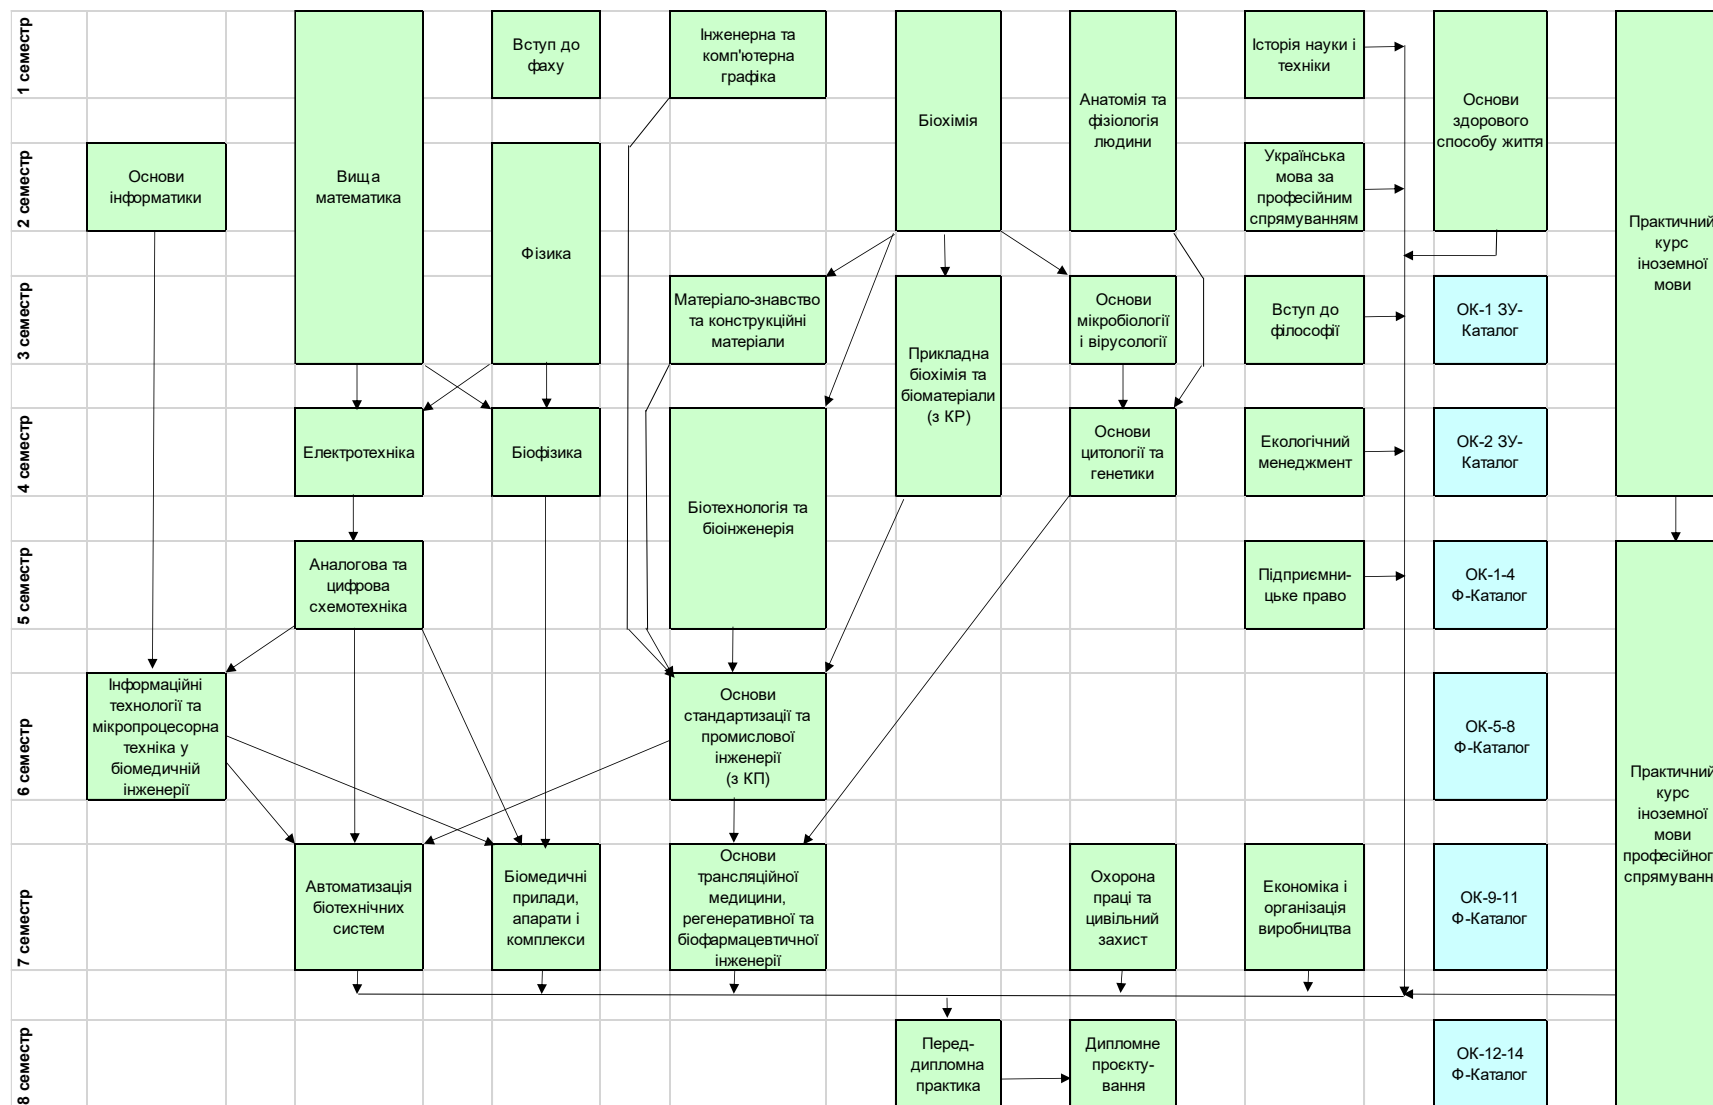 1 семестр
Вступ до
фаху
Інженерна та
комп'ютерна
графіка
Історія науки і
техніки
Біохімія
Анатомія та
фізіологія
людини
Основи
здорового
способу життя
2 семестр
Основи
інформатики
Вища
математика
Українська
мова за
професійним
спрямуванням
Фізика
Практичний
курс
іноземної
мови
3 семестр
Матеріало-знавство
та конструкційні
матеріали
Прикладна
біохімія та
біоматеріали
(з КР)
Основи
мікробіології
і вірусології
Вступ до
філософії
ОК-1 ЗУ-
Каталог
4 семестр
Електротехніка
Біофізика
Біотехнологія та
біоінженерія
Основи
цитології та
генетики
Екологічний
менеджмент
ОК-2 ЗУ-
Каталог
5 семестр
Аналогова та
цифрова
схемотехніка
Підприємни-
цьке право
ОК-1-4
Ф-Каталог
6 семестр
Інформаційні
технології та
мікропроцесорна
техніка у
біомедичній
інженерії
Основи
стандартизації та
промислової
інженерії
(з КП)
ОК-5-8
Ф-Каталог
Практичний
курс
іноземної
мови
професійног
спрямуванн
7 семестр
Автоматизація
біотехнічних
систем
Біомедичні
прилади,
апарати і
комплекси
Основи
трансляційної
медицини,
регенеративної та
біофармацевтичної
інженерії
Охорона
праці та
цивільний
захист
Економіка і
організація
виробництва
ОК-9-11
Ф-Каталог
8 семестр
Перед-
дипломна
практика
Дипломне
проєкту-
вання
ОК-12-14
Ф-Каталог